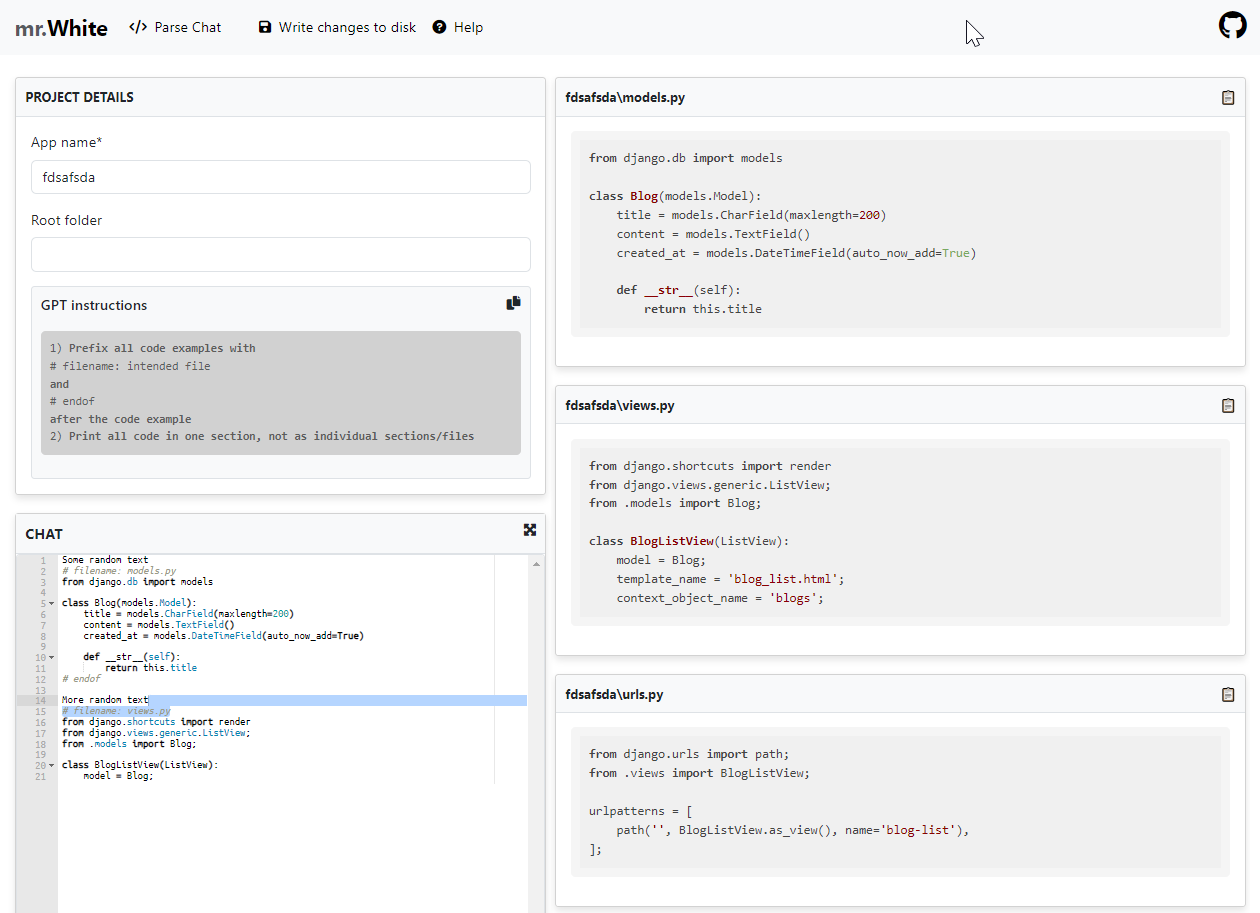 mr.White
Parse Chat
Write changes to disk
Help
PROJECT DETAILS
App name*
fdsafsda
Root folder
GPT instructions
1) Prefix all code examples with
# filename: intended file
and
# endof
after the code example
2) Print all code in one section, not as individual sections/files
CHAT
1 Some random text
2 # filename: models.py
3 from django.db import models
4
5 class Blog(models.Model):
6     title = models.CharField(maxlength=200)
7     content = models.TextField()
8     created_at = models.DateTimeField(auto_now_add=True)
9
10     def __str__(self):
11         return this.title
12 # endof
13
14 More random text
15 # filename: views.py
16 from django.shortcuts import render
17 from django.views.generic.ListView;
18 from .models import Blog;
19
20 class BlogListView(ListView):
21     model = Blog;
fdsafsda\models.py
from django.db import models
class Blog(models.Model):
    title = models.CharField(maxlength=200)
    content = models.TextField()
    created_at = models.DateTimeField(auto_now_add=True)
    def __str__(self):
        return this.title
fdsafsda\views.py
from django.shortcuts import render
from django.views.generic.ListView;
from .models import Blog;
class BlogListView(ListView):
    model = Blog;
    template_name = 'blog_list.html';
    context_object_name = 'blogs';
fdsafsda\urls.py
from django.urls import path;
from .views import BlogListView;
urlpatterns = [
    path('', BlogListView.as_view(), name='blog-list'),
];